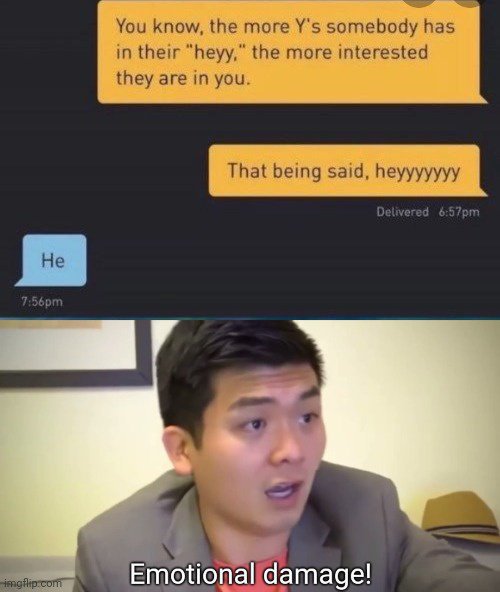 You know, the more Y's somebody has
in their "heyy," the more interested
they are in you.
That being said, heyyyyyyy
Delivered 6:57pm
He
7:56pm
Emotional damage!
imgflip.com